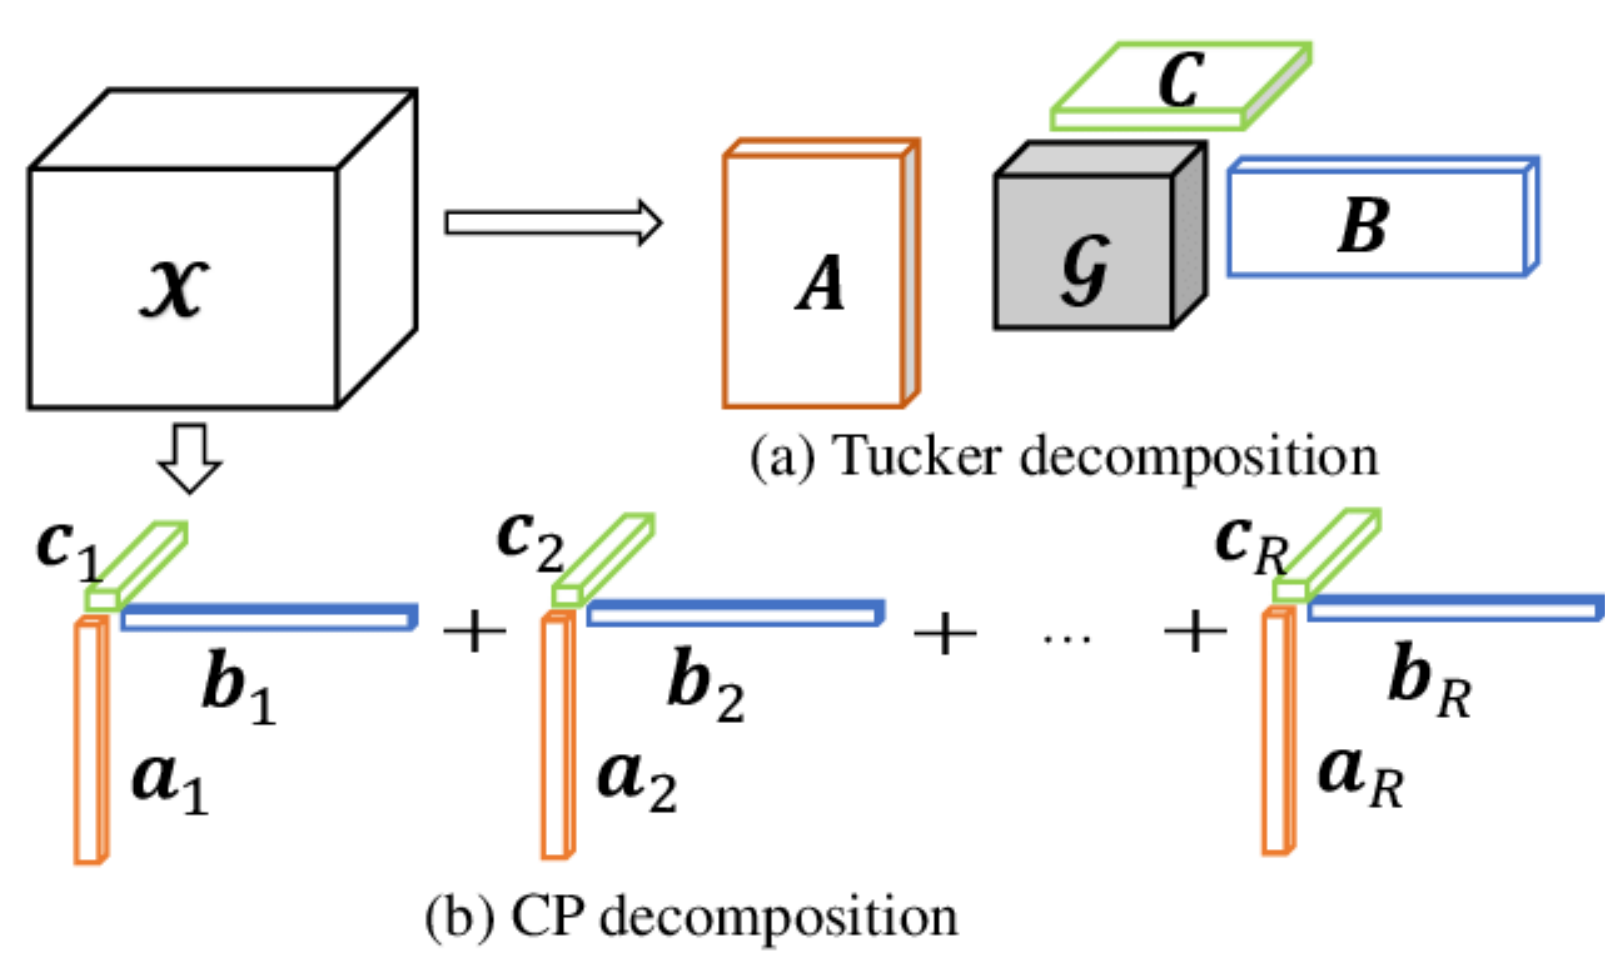 C
X
A
G
B
(a) Tucker decomposition
c1
c2
cR
+
+
...
+
b1
b2
bR
a1
a2
aR
(b) CP decomposition